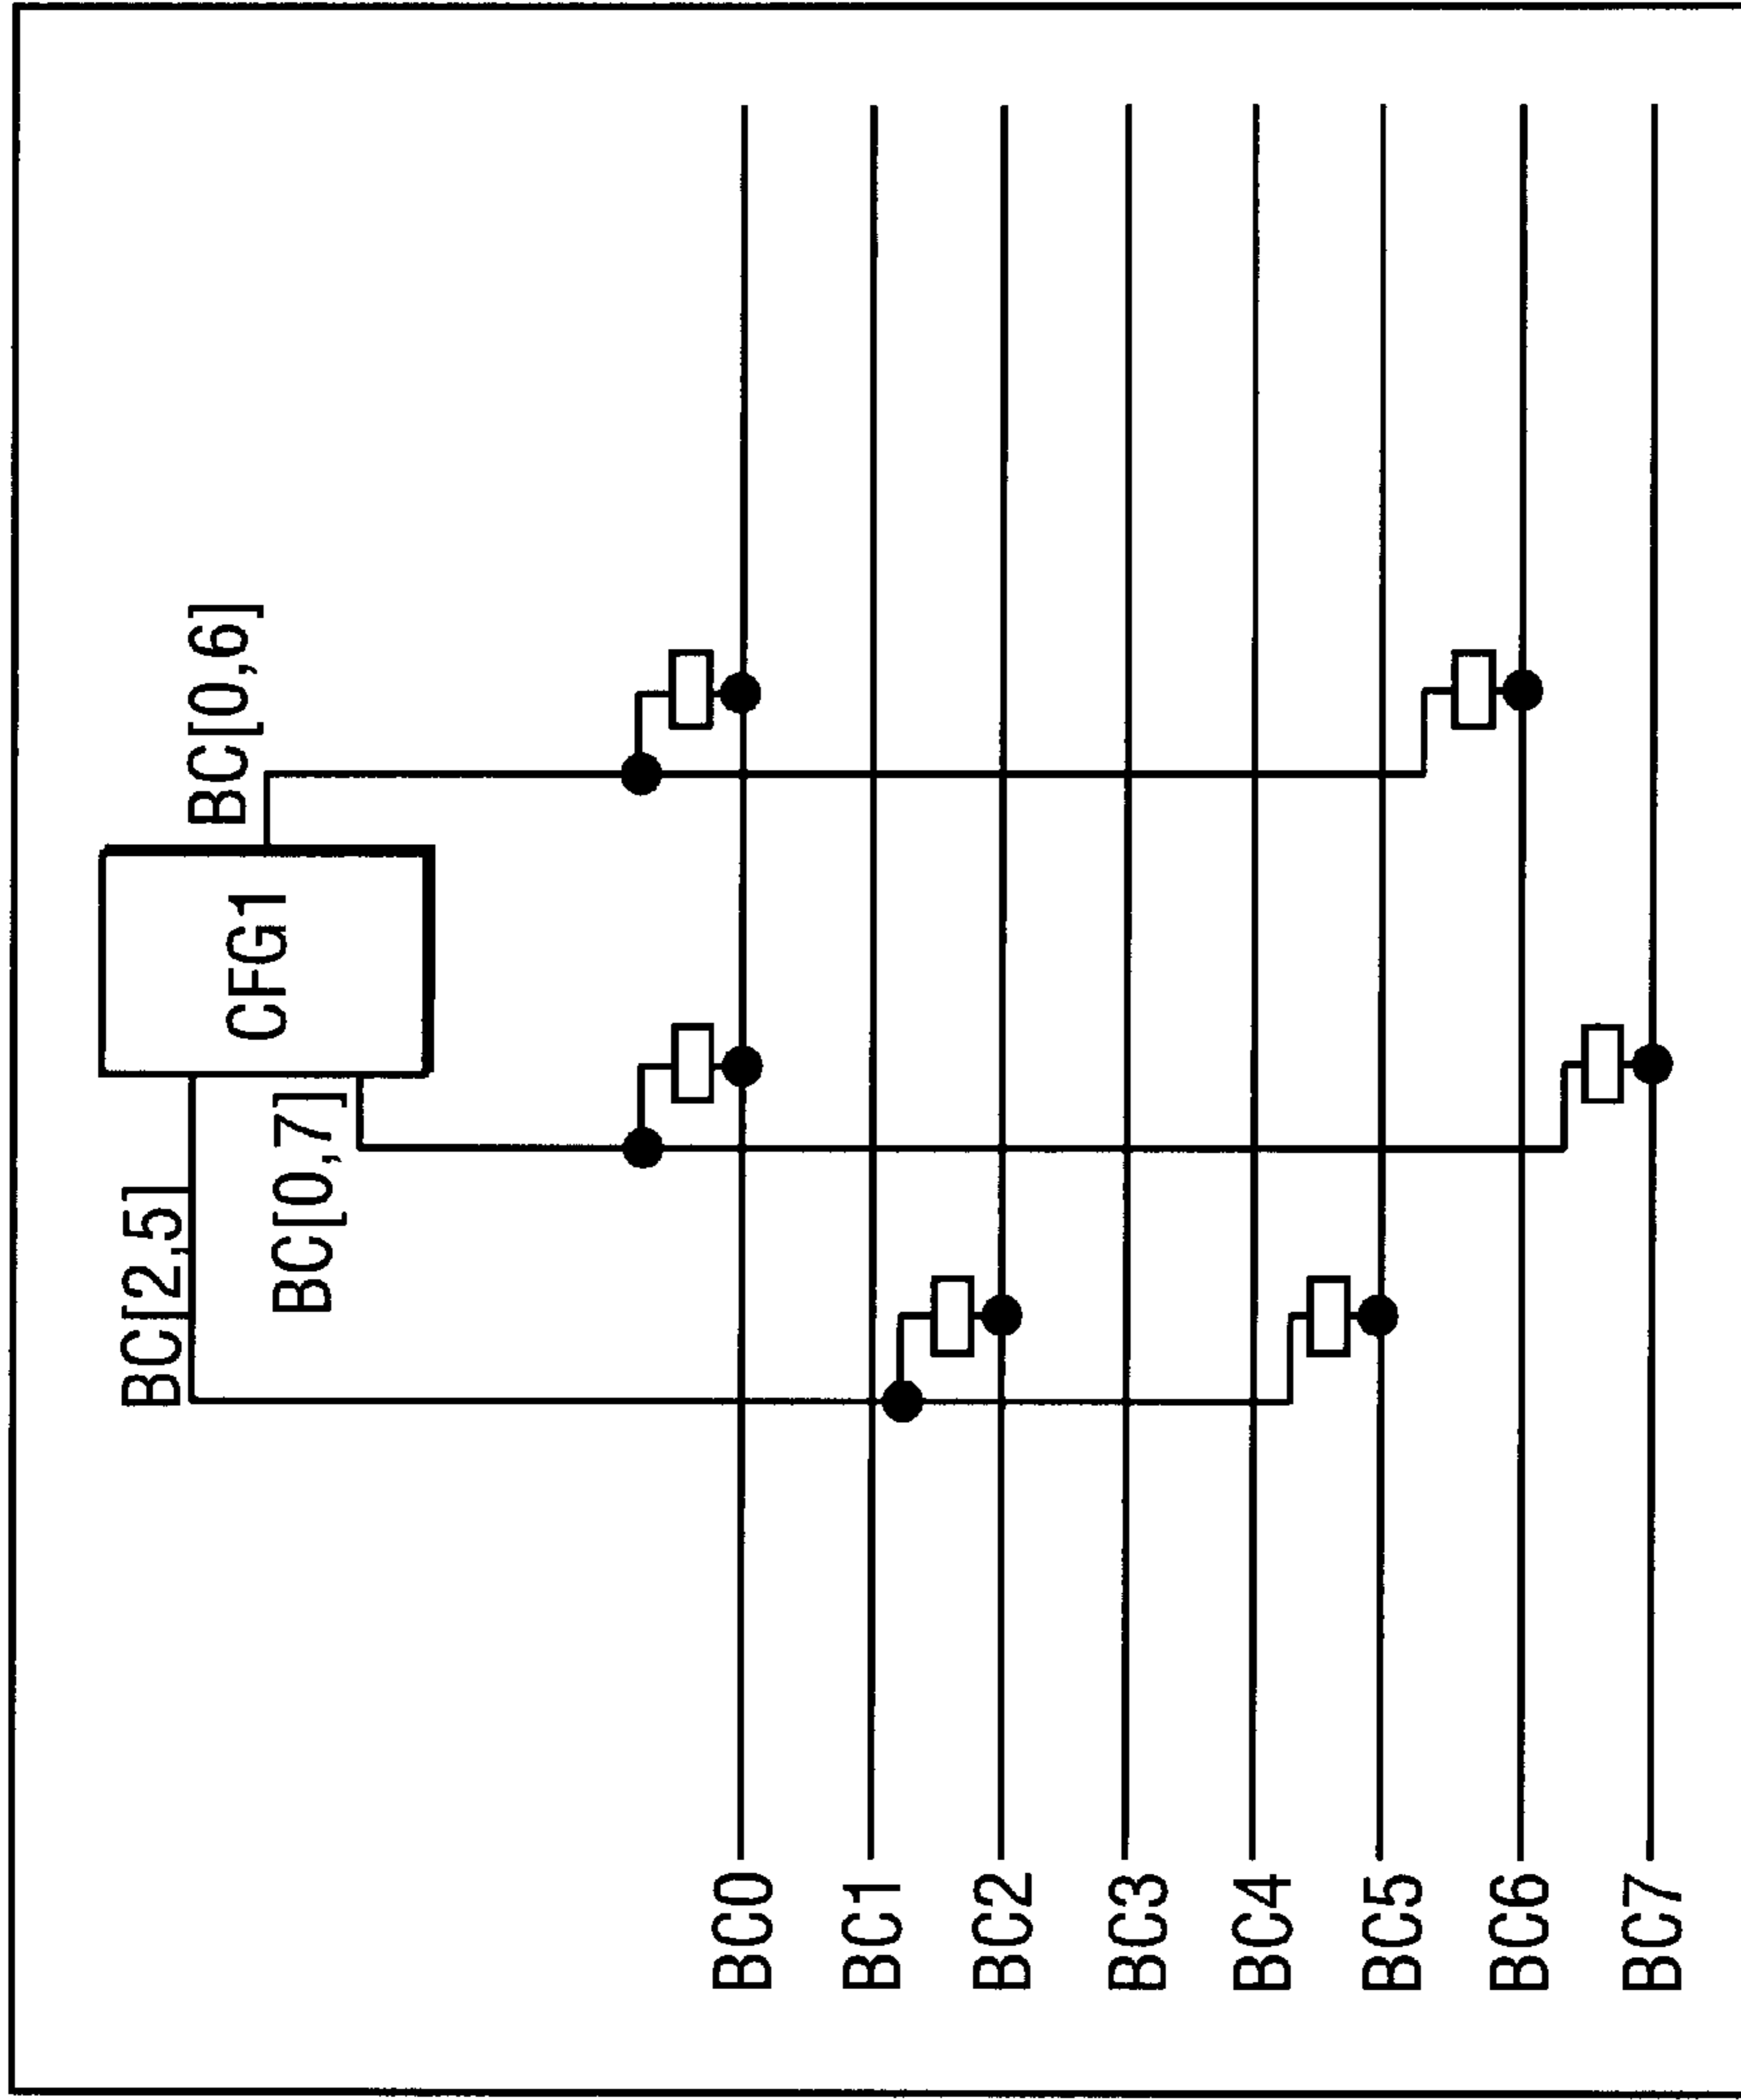 BC[2,5]
BC[0,7]
CFG1
BC[0,6]
BC0
BC1
BC2
BC3
BC4
BC5
BC6
BC7